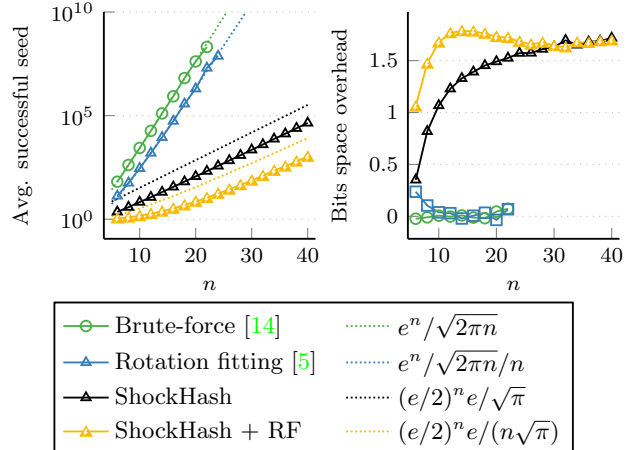 Avg. successful seed
10^10
10^5
10^0
10 20 30 40
n
Bits space overhead
1.5
1
0.5
0
10 20 30 40
n
Brute-force [14]
Rotation fitting [5]
ShockHash
ShockHash + RF
e^n/√2πn
e^n/√2πn/n
(e/2)^n e/√π
(e/2)^n e/(n√π)